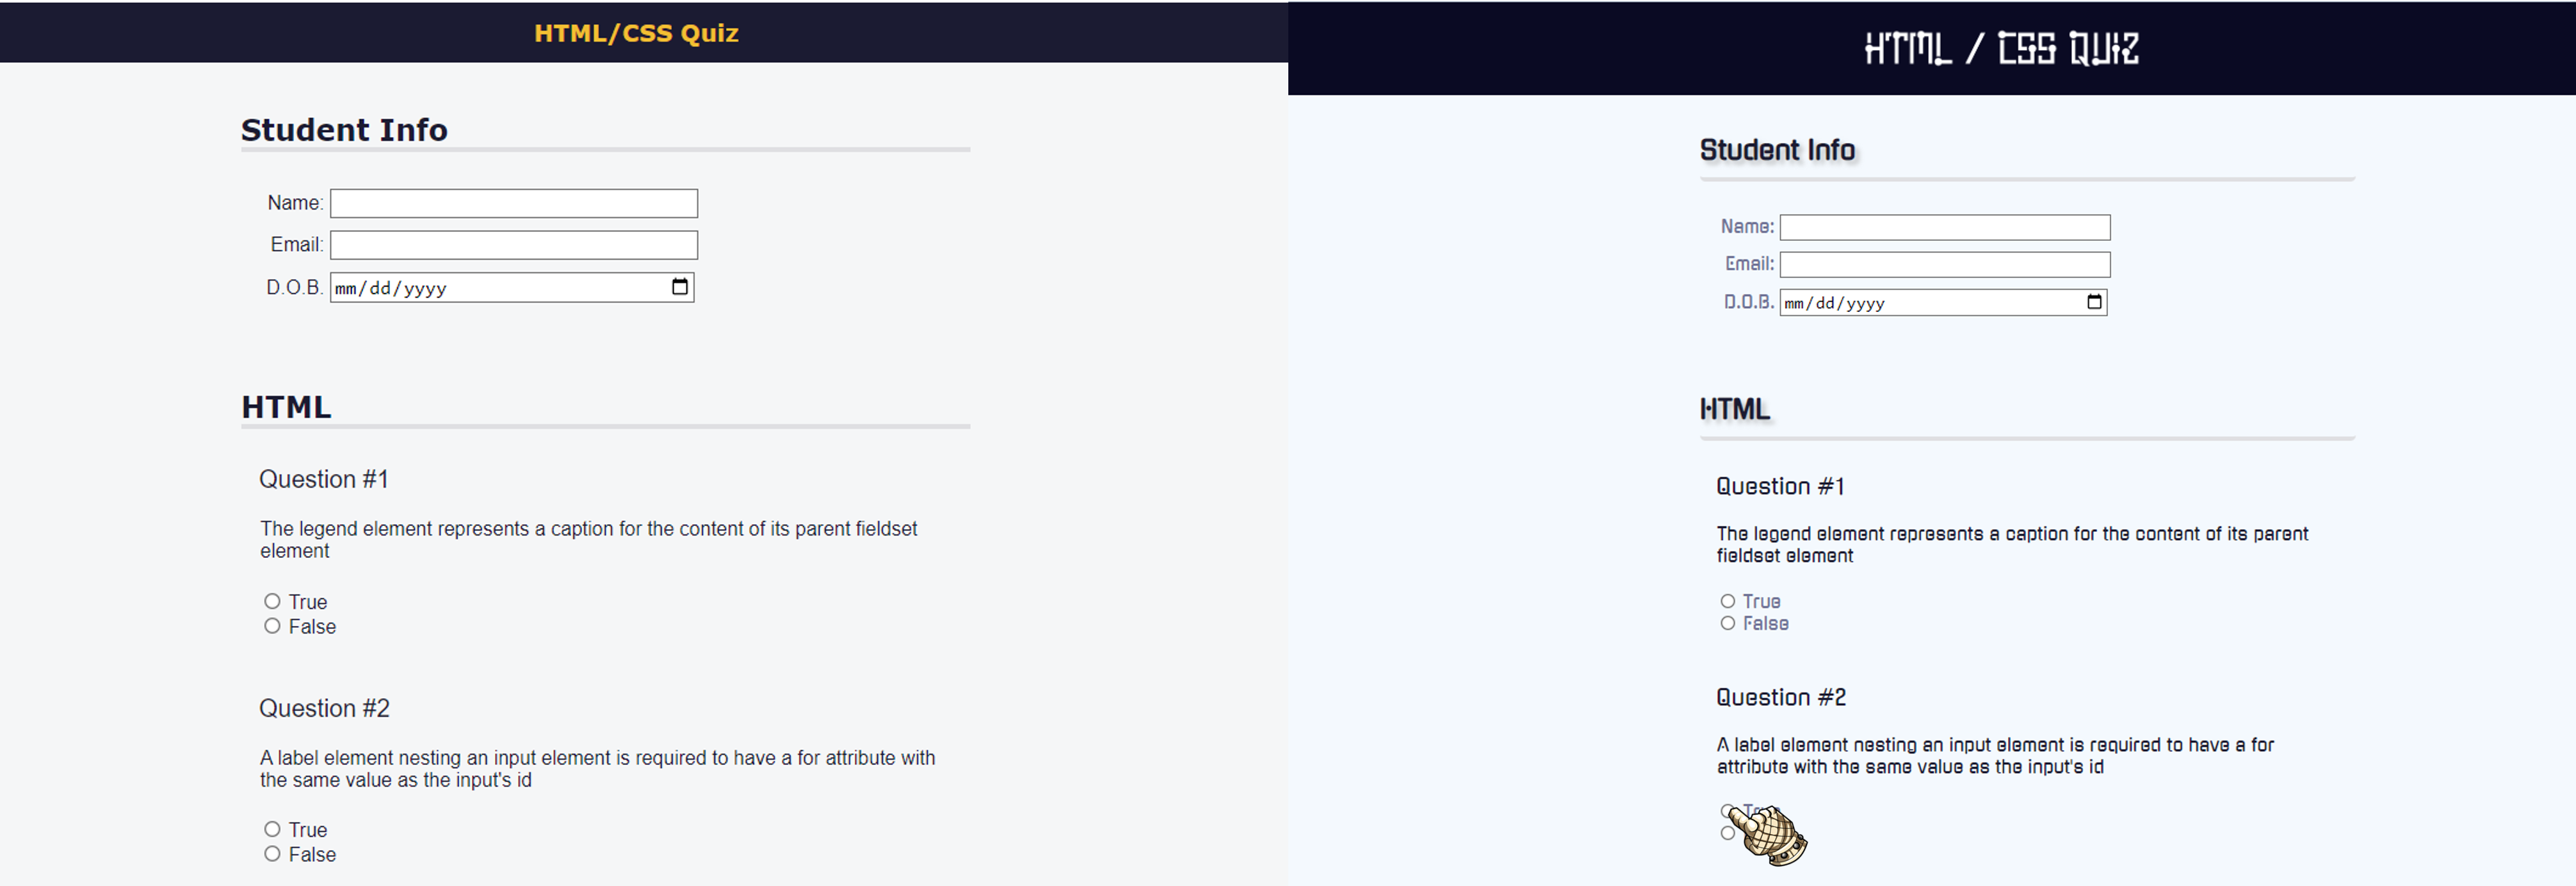 HTML/CSS Quiz
Student Info
Name:
Email:
D.O.B. mm/dd/yyyy
HTML
Question #1
The legend element represents a caption for the content of its parent fieldset
element
True
False
Question #2
A label element nesting an input element is required to have a for attribute with
the same value as the input's id
True
False
HTML / CSS QUIZ
Student Info
Name:
Email:
D.O.B. mm/dd/yyyy
HTML
Question #1
The legend element represents a caption for the content of its parent
fieldset element
True
False
Question #2
A label element nesting an input element is required to have a for
attribute with the same value as the input's id